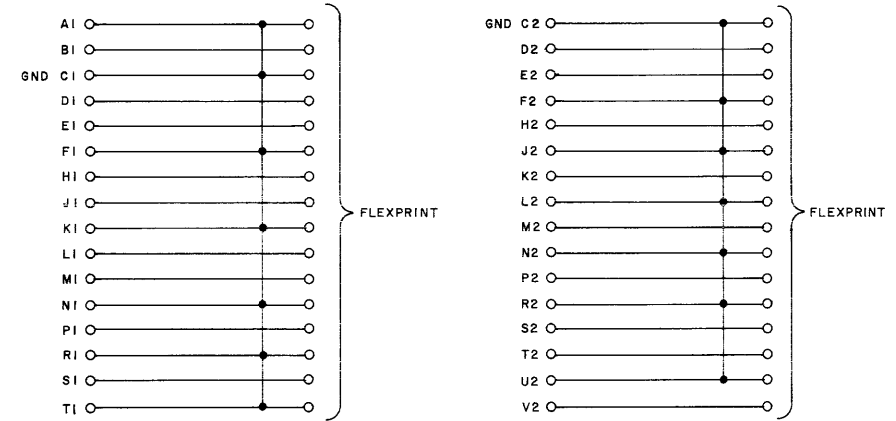 A1
B1
GND C1
D1
E1
F1
H1
J1
K1
L1
M1
N1
P1
R1
S1
T1
FLEXPRINT
GND C2
D2
E2
F2
H2
J2
K2
L2
M2
N2
P2
R2
S2
T2
U2
V2
FLEXPRINT